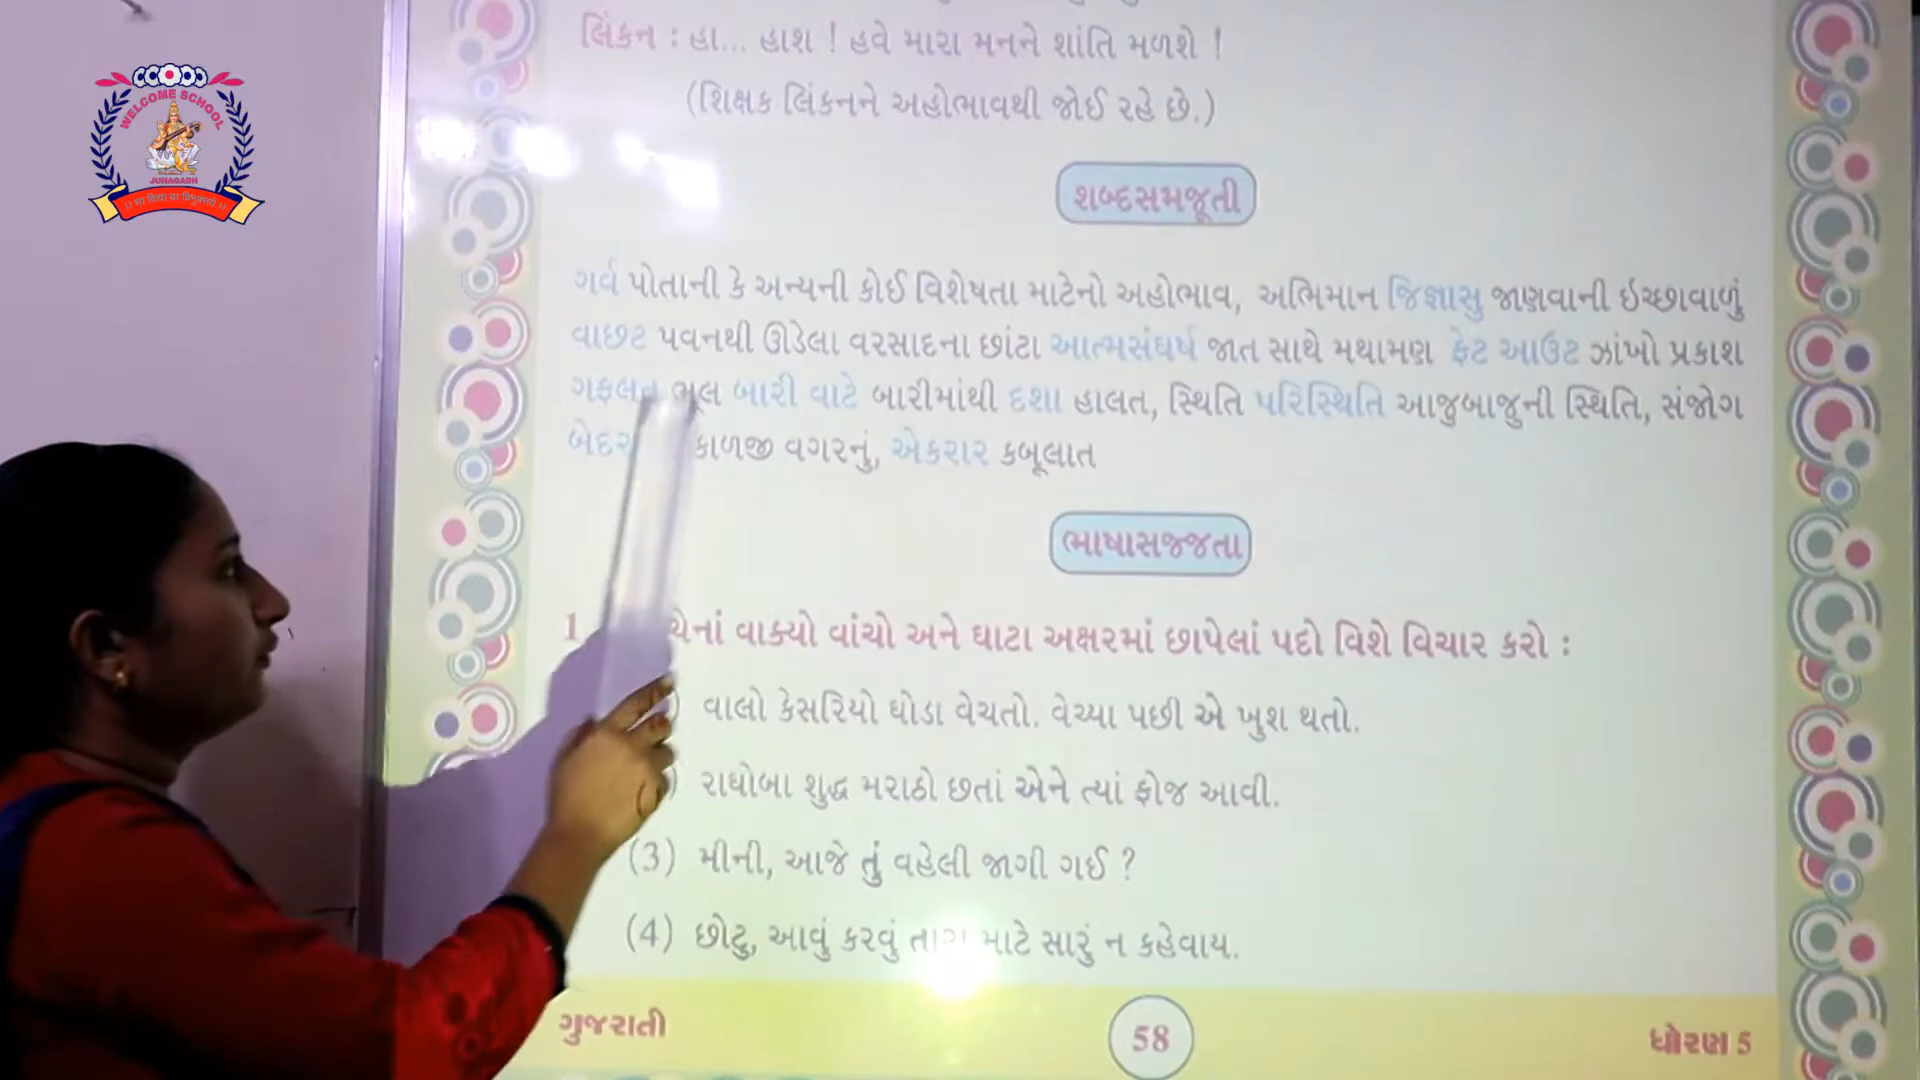 WELCOME SCHOOL
JUNAGADH
લિંકન : હા... હાશ ! હવે મારા મનને શાંતિ મળશે !
(શિક્ષક લિંકનને અહોભાવથી જોઈ રહે છે.)
શબ્દસમજૂતી
ગર્વ પોતાની કે અન્યની કોઈ વિશેષતા માટેનો અહોભાવ, અભિમાન જિજ્ઞાસુ જાણવાની ઇચ્છાવાળું
વાછટ પવનથી ઊડેલા વરસાદના છાંટા આત્મસંઘર્ષ જાત સાથે મથામણ ફેટ આઉટ ઝાંખો પ્રકાશ
ગફલત ભૂલ બારી વાટે બારીમાંથી દશા હાલત, સ્થિતિ પરિસ્થિતિ આજુબાજુની સ્થિતિ, સંજોગ
કાળજી વગરનું, એકરાર કબૂલાત
ભાષાસજ્જતા
1 વાક્યો વાંચો અને ઘાટા અક્ષરમાં છાપેલાં પદો વિશે વિચાર કરો :
વાલો કેસરિયો ઘોડા વેચતો. વેચ્યા પછી એ ખુશ થતો.
રાઘોબા શુદ્ધ મરાઠો છતાં એને ત્યાં ફોજ આવી.
(3) મીની, આજે તું વહેલી જાગી ગઈ ?
(4) છોટુ, આવું કરવું માટે સારું ન કહેવાય.
ગુજરાતી
58
ધોરણ 5